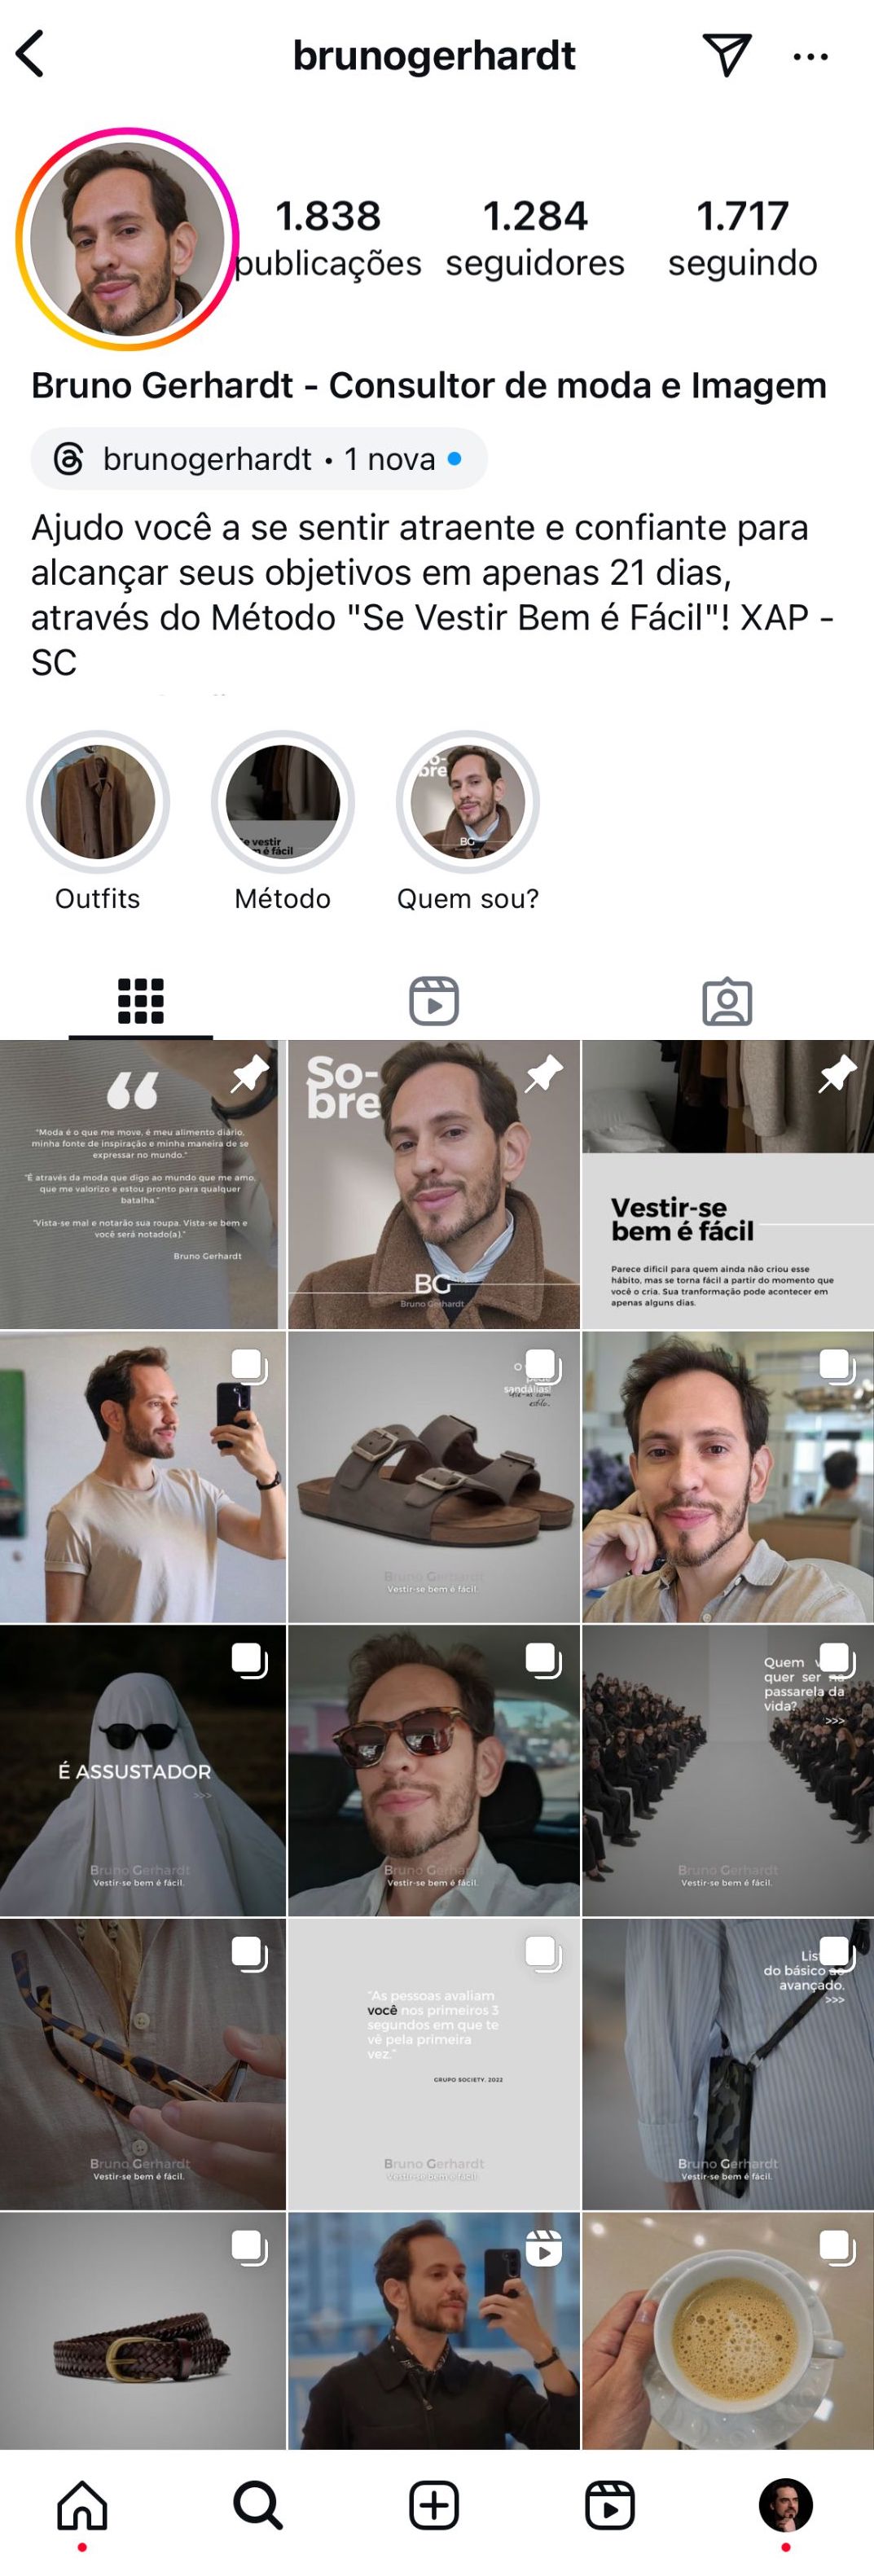 brunogerhardt
1.838
1.284
1.717
publicações
seguidores
seguindo
Bruno Gerhardt - Consultor de moda e Imagem
brunogerhardt • 1 nova
Ajudo você a se sentir atraente e confiante para
alcançar seus objetivos em apenas 21 dias,
através do Método "Se Vestir Bem é Fácil"! XAP -
SC
So-
bre
BG
e vestir
m é fácil
Outfits
Método
Quem sou?
"Moda é o que me move, é meu alimento diário,
minha fonte de inspiração e minha maneira de se
expressar no mundo."
"É através da moda que digo ao mundo que me amo,
que me valorizo e estou pronto para qualquer
batalha."
"Vista-se mal e notarão sua roupa. Vista-se bem e
você será notado(a)."
Bruno Gerhardt
So-
bre
BG
Bruno Gerhardt
Vestir-se
bem é fácil
Parece difícil para quem ainda não criou esse
hábito, mas se torna fácil a partir do momento que
você o cria. Sua tranformação pode acontecer em
apenas alguns dias.
O
pede
sandálias!
estilo.
Bruno Gerhardt
Vestir-se bem é fácil.
É ASSUSTADOR
>>>
Bruno Gerhardt
Vestir-se bem é fácil.
Bruno Gerhardt
Vestir-se bem é fácil.
Quem
quer ser na
passarela da
vida?
>>>
Bruno Gerhardt
Vestir-se bem é fácil.
Bruno Gerhardt
Vestir-se bem é fácil.
"As pessoas avaliam
você nos primeiros 3
segundos em que te
vê pela primeira
vez."
GRUPO SOCIETY, 2022
Bruno Gerhardt
Vestir-se bem é fácil.
do básico ao
avançado.
>>>
Bruno Gerhardt
Vestir-se bem é fácil.